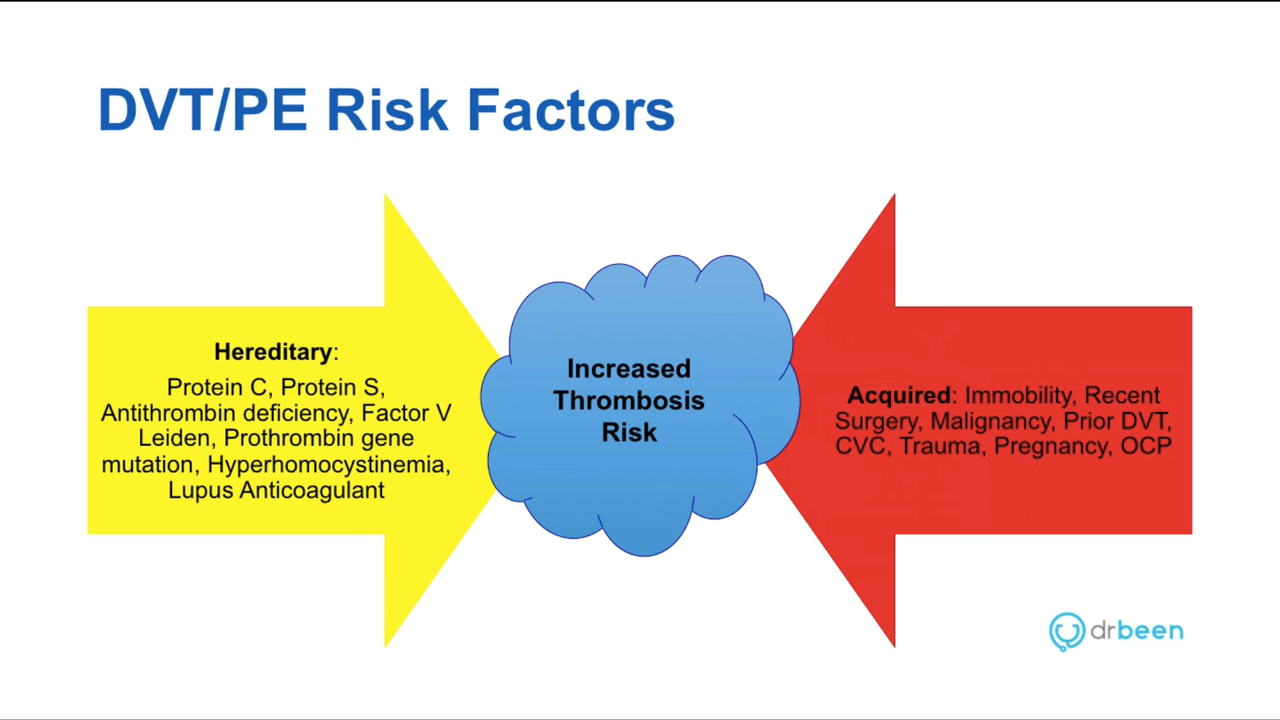 DVT/PE Risk Factors
Hereditary:
Protein C, Protein S,
Antithrombin deficiency, Factor V
Leiden, Prothrombin gene
mutation, Hyperhomocystinemia,
Lupus Anticoagulant
Increased
Thrombosis
Risk
Acquired: Immobility, Recent
Surgery, Malignancy, Prior DVT,
CVC, Trauma, Pregnancy, OCP
drbeen